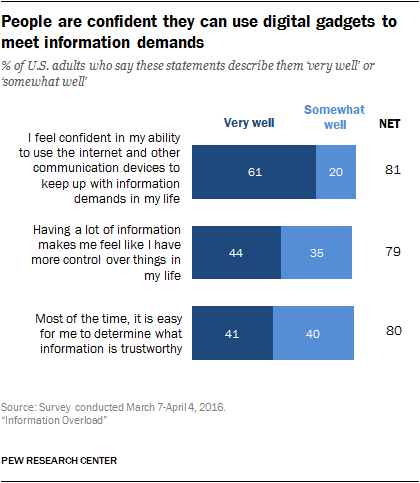 People are confident they can use digital gadgets to
meet information demands
% of U.S. adults who say these statements describe them ‘very well’ or
‘somewhat well’
Very well
Somewhat
well
NET
I feel confident in my ability
to use the internet and other
communication devices to
keep up with information
demands in my life
61
20
81
Having a lot of information
makes me feel like I have
more control over things in
my life
44
35
79
Most of the time, it is easy
for me to determine what
information is trustworthy
41
40
80
Source: Survey conducted March 7-April 4, 2016.
“Information Overload”
PEW RESEARCH CENTER